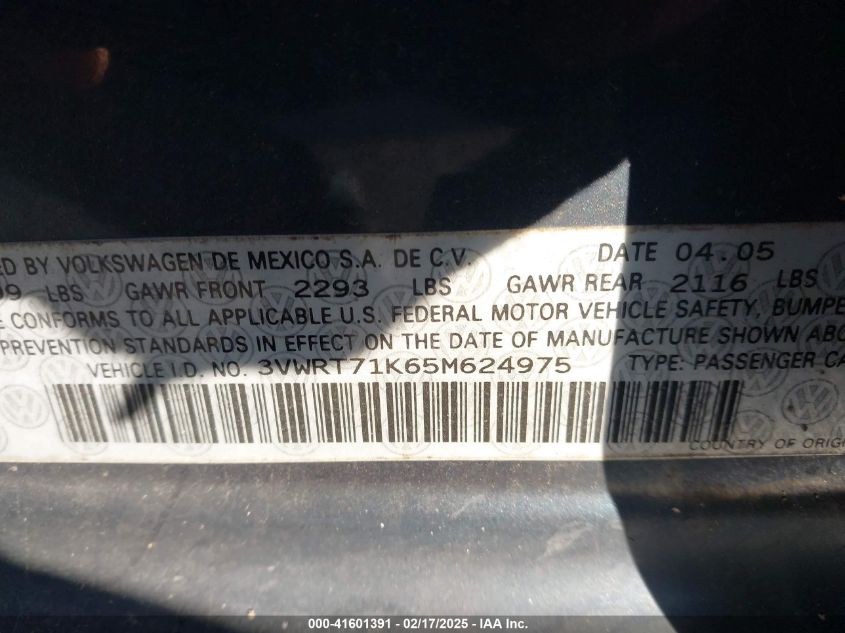 BY VOLKSWAGEN DE MEXICO S.A. DE C.V. DATE 04.05
LBS GAWR FRONT 2293 LBS GAWR REAR 2116 LBS
CONFORMS TO ALL APPLICABLE U.S. FEDERAL MOTOR VEHICLE SAFETY, BUMPE
PREVENTION STANDARDS IN EFFECT ON THE DATE OF MANUFACTURE SHOWN ABO
VEHICLE I.D. NO. 3VWRT71K65M624975 TYPE: PASSENGER CA
COUNTRY OF ORIGI
000-41601391 - 02/17/2025 - IAA Inc.